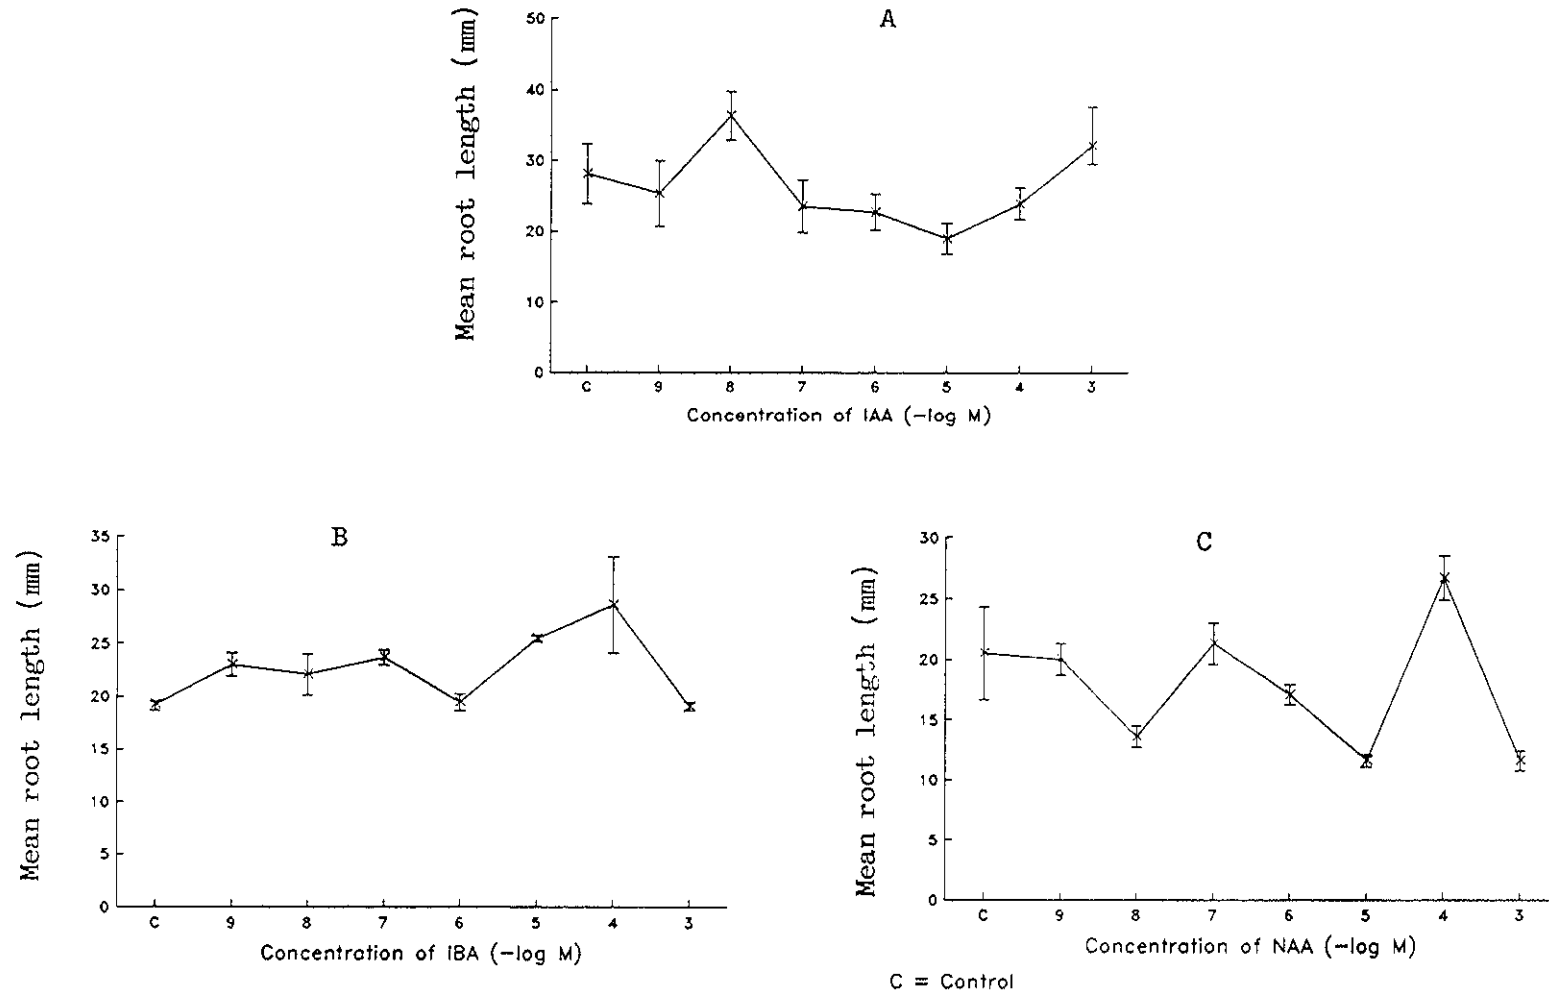 A
Mean root length (mm)
50
40
30
20
10
0
C 9 8 7 6 5 4 3
Concentration of IAA (-log M)
B
Mean root length (mm)
35
30
25
20
15
10
5
0
C 9 8 7 6 5 4 3
Concentration of IBA (-log M)
C
Mean root length (mm)
30
25
20
15
10
5
0
C 9 8 7 6 5 4 3
Concentration of NAA (-log M)
C = Control